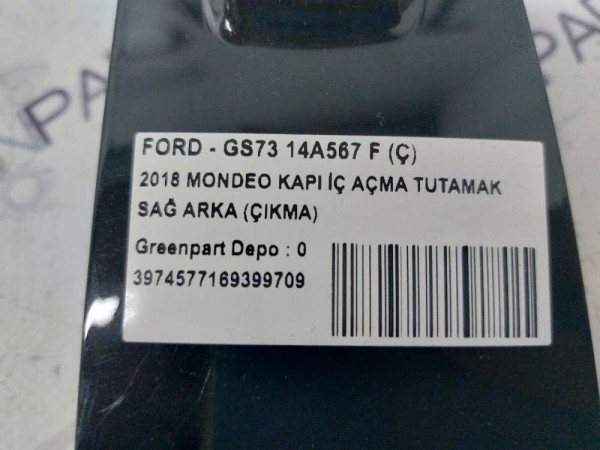 FORD - GS73 14A567 F (Ç)
2018 MONDEO KAPI İÇ AÇMA TUTAMAK
SAĞ ARKA (ÇIKMA)
Greenpart Depo : 0
3974577169399709